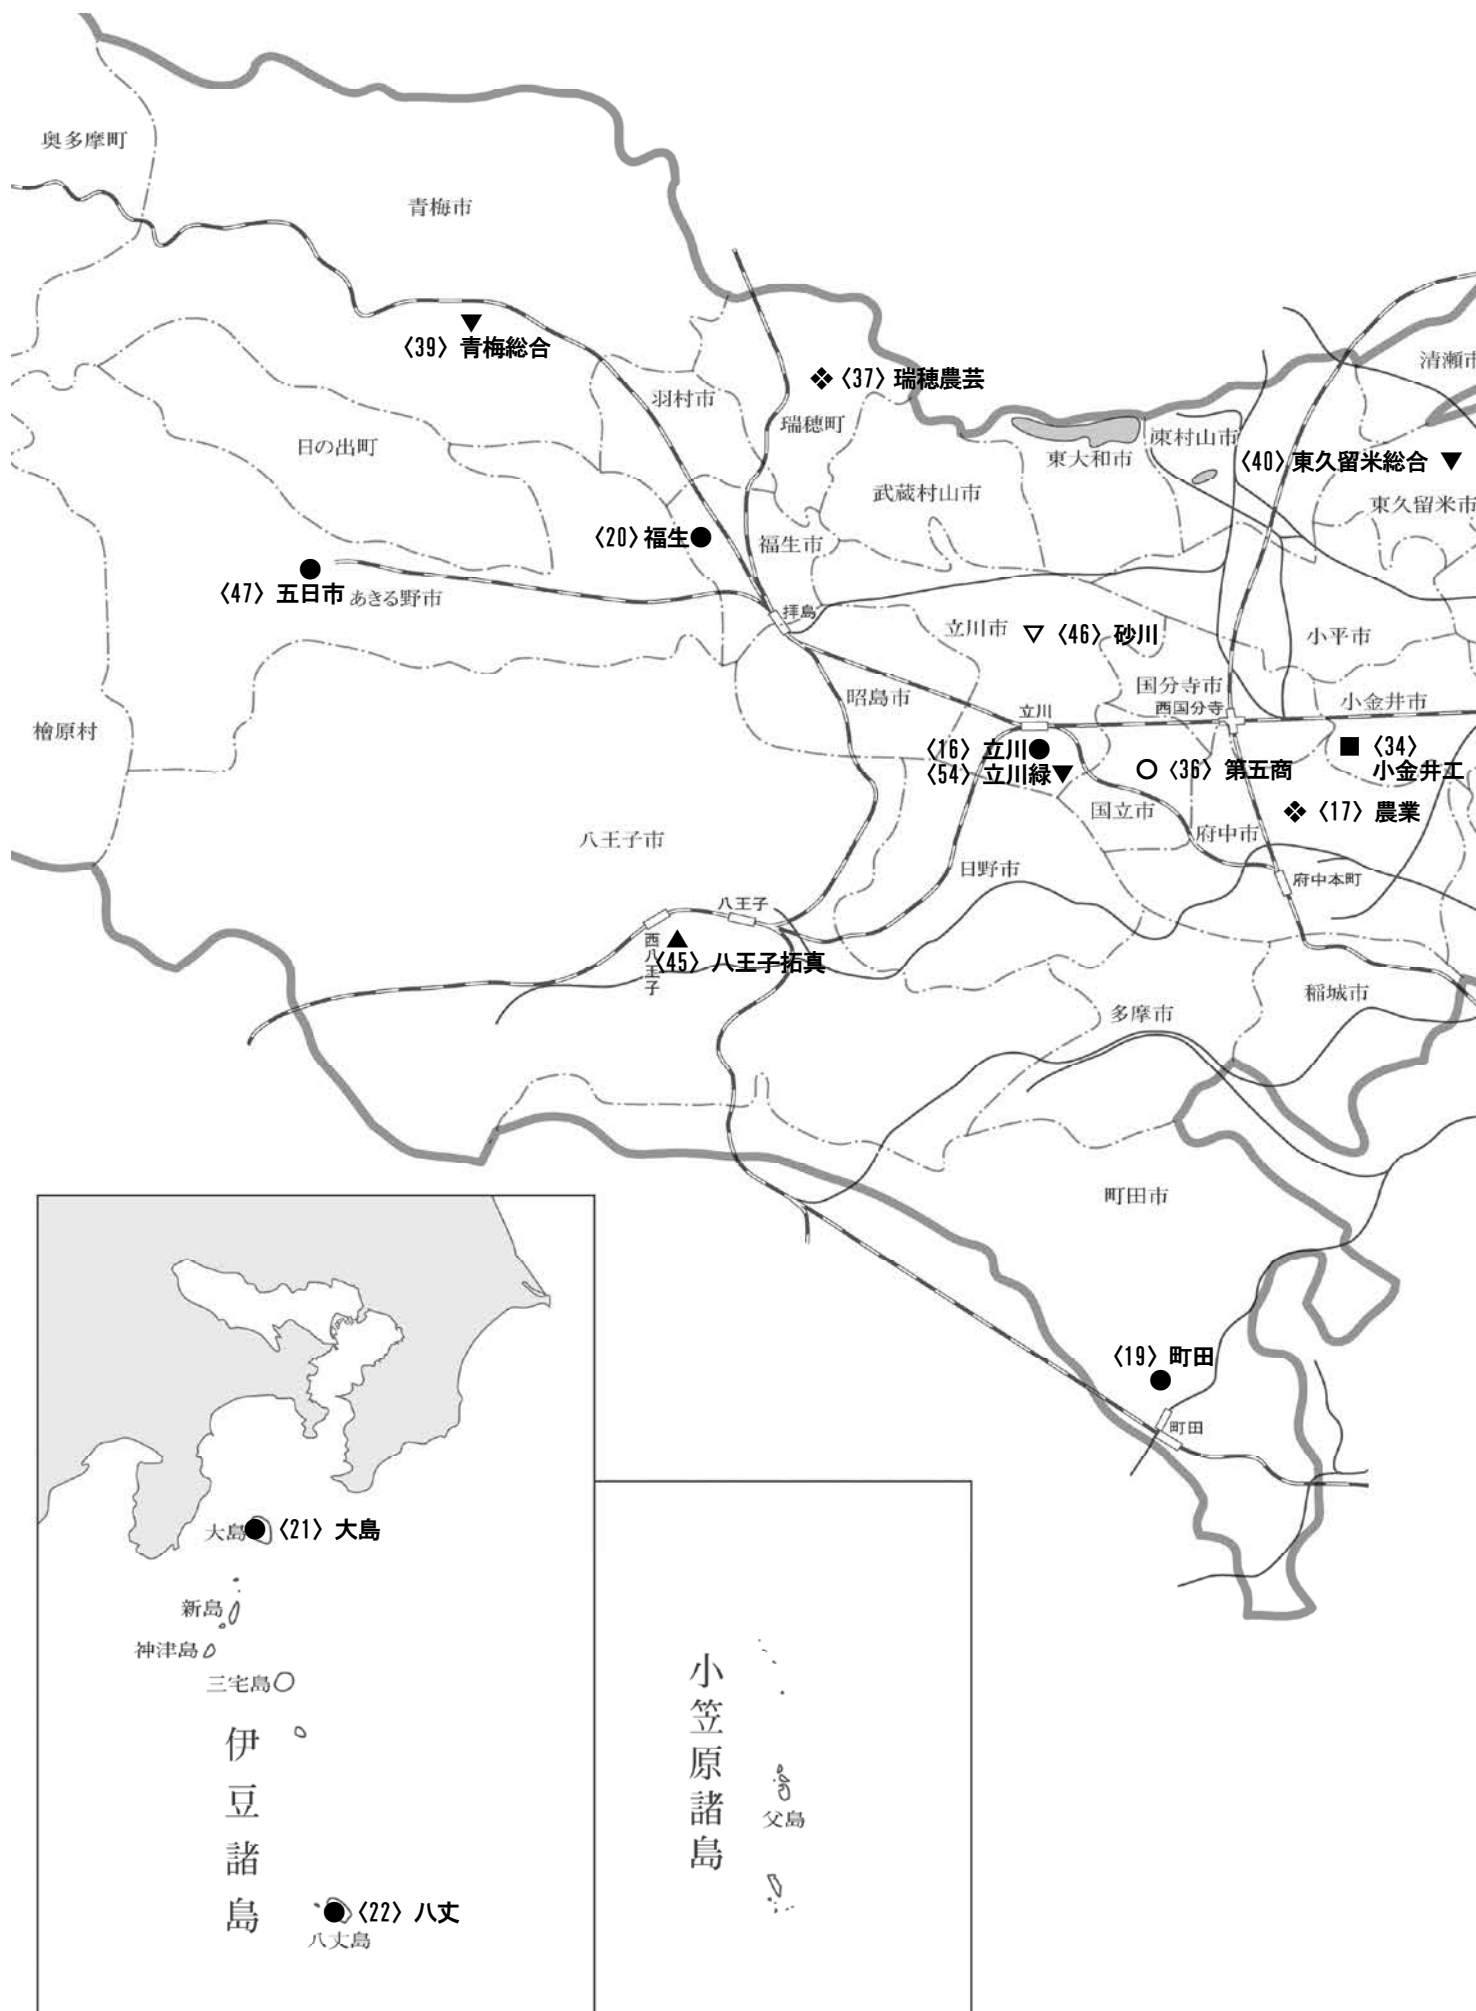 奥多摩町
青梅市
▼
〈39〉青梅総合
清瀬市
❖〈37〉瑞穂農芸
羽村市
瑞穂町
日の出町
東村山市
東大和市
〈40〉東久留米総合 ▼
武蔵村山市
東久留米市
〈20〉福生●
福生市
●
〈47〉五日市
あきる野市
拝島
立川市
▽〈46〉砂川
小平市
昭島市
国分寺市
西国分寺
小金井市
檜原村
立川
〈16〉立川●
〈54〉立川緑▼
○〈36〉第五商
■〈34〉
小金井工
国立市
❖〈17〉農業
府中市
八王子市
日野市
府中本町
八王子
西八王子
▲
〈45〉八王子拓真
稲城市
多摩市
町田市
〈19〉町田
●
町田
大島●〈21〉大島
新島
神津島
三宅島
伊豆諸島
●〈22〉八丈
八丈島
小笠原諸島
父島